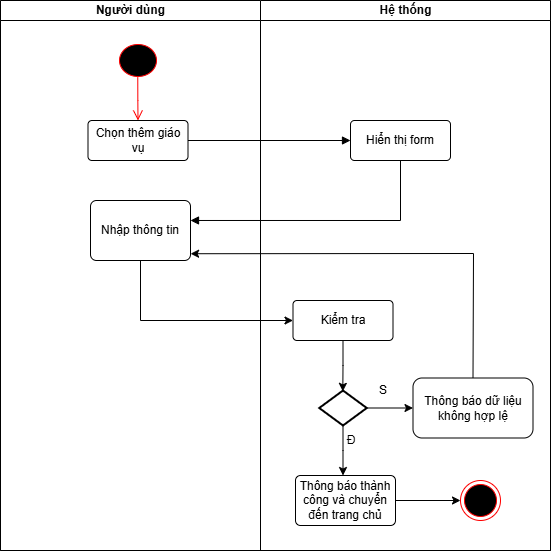 Người dùng
Hệ thống
Chọn thêm giáo
vụ
Hiển thị form
Nhập thông tin
Kiểm tra
S
Thông báo dữ liệu
không hợp lệ
Đ
Thông báo thành
công và chuyển
đến trang chủ